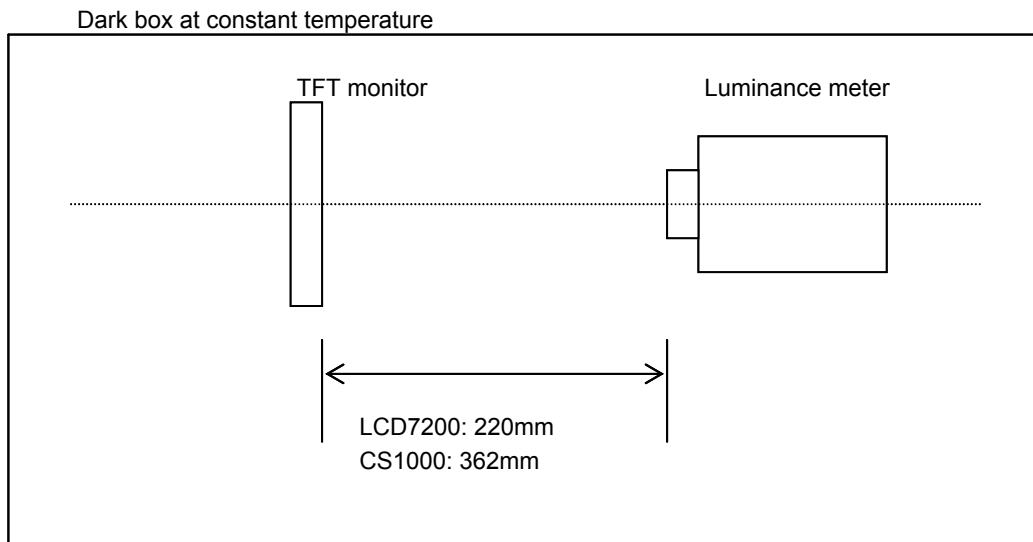 Dark box at constant temperature
TFT monitor
Luminance meter
LCD7200: 220mm
CS1000: 362mm